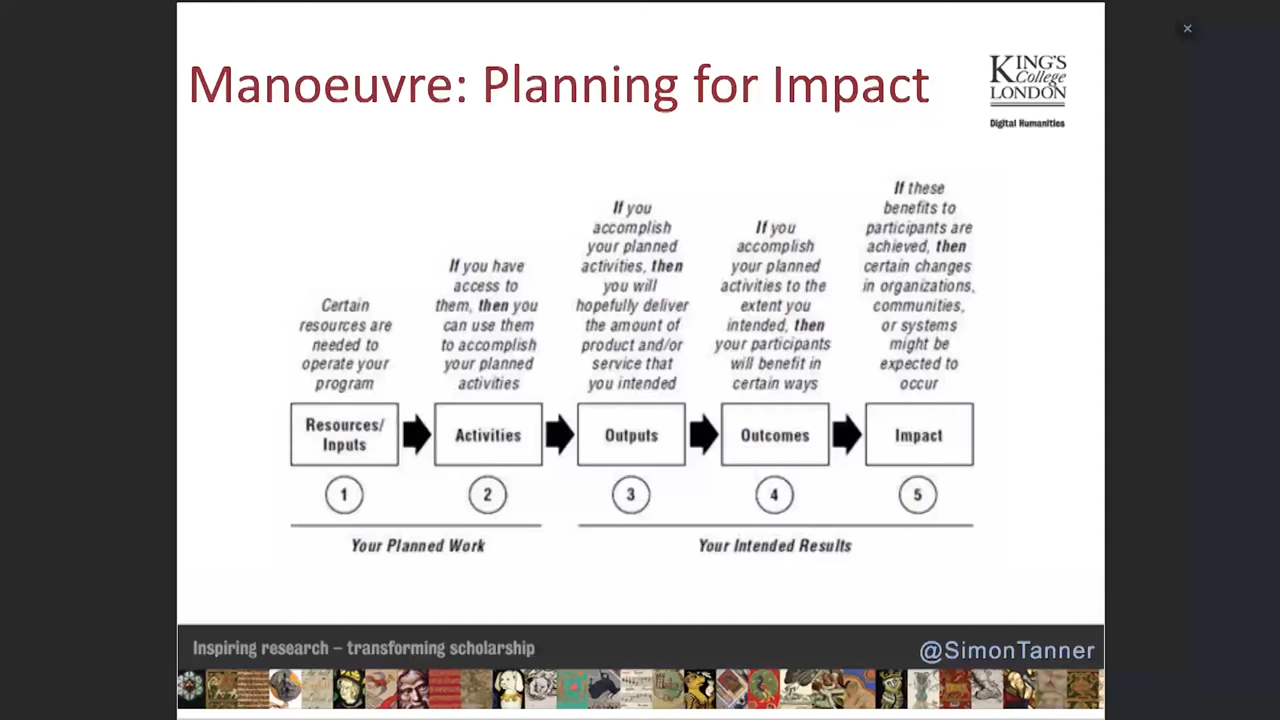 Manoeuvre: Planning for Impact
KING'S
College
LONDON
Digital Humanities
Certain
resources are
needed to
operate your
program
If you have
access to
them, then you
can use them
to accomplish
your planned
activities
If you
accomplish
your planned
activities, then
you will
hopefully deliver
the amount of
product and/or
service that
you intended
If you
accomplish
your planned
activities to the
extent you
intended, then
your participants
will benefit in
certain ways
If these
benefits to
participants are
achieved, then
certain changes
in organizations,
communities,
or systems
might be
expected to
occur
Resources/
Inputs
Activities
Outputs
Outcomes
Impact
1
2
3
4
5
Your Planned Work
Your Intended Results
Inspiring research – transforming scholarship
@SimonTanner